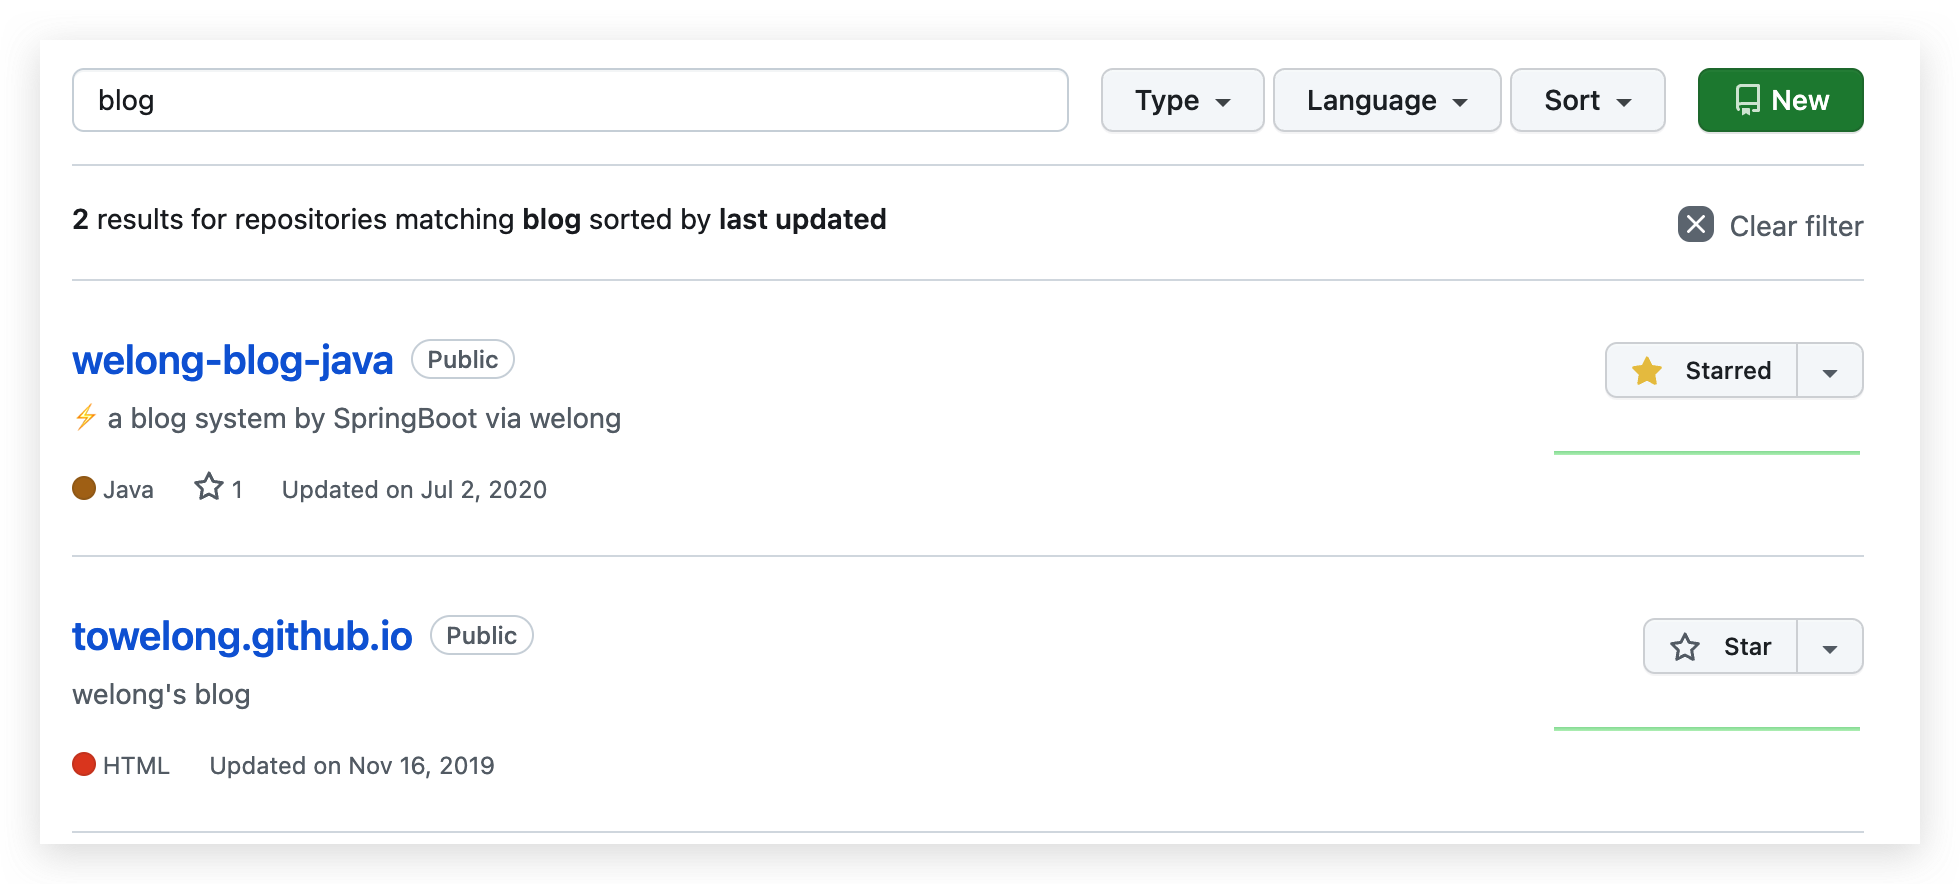 blog
Type
Language
Sort
New
2 results for repositories matching blog sorted by last updated
Clear filter
welong-blog-java
Public
Starred
⚡ a blog system by SpringBoot via welong
Java
1
Updated on Jul 2, 2020
towelong.github.io
Public
Star
welong's blog
HTML
Updated on Nov 16, 2019